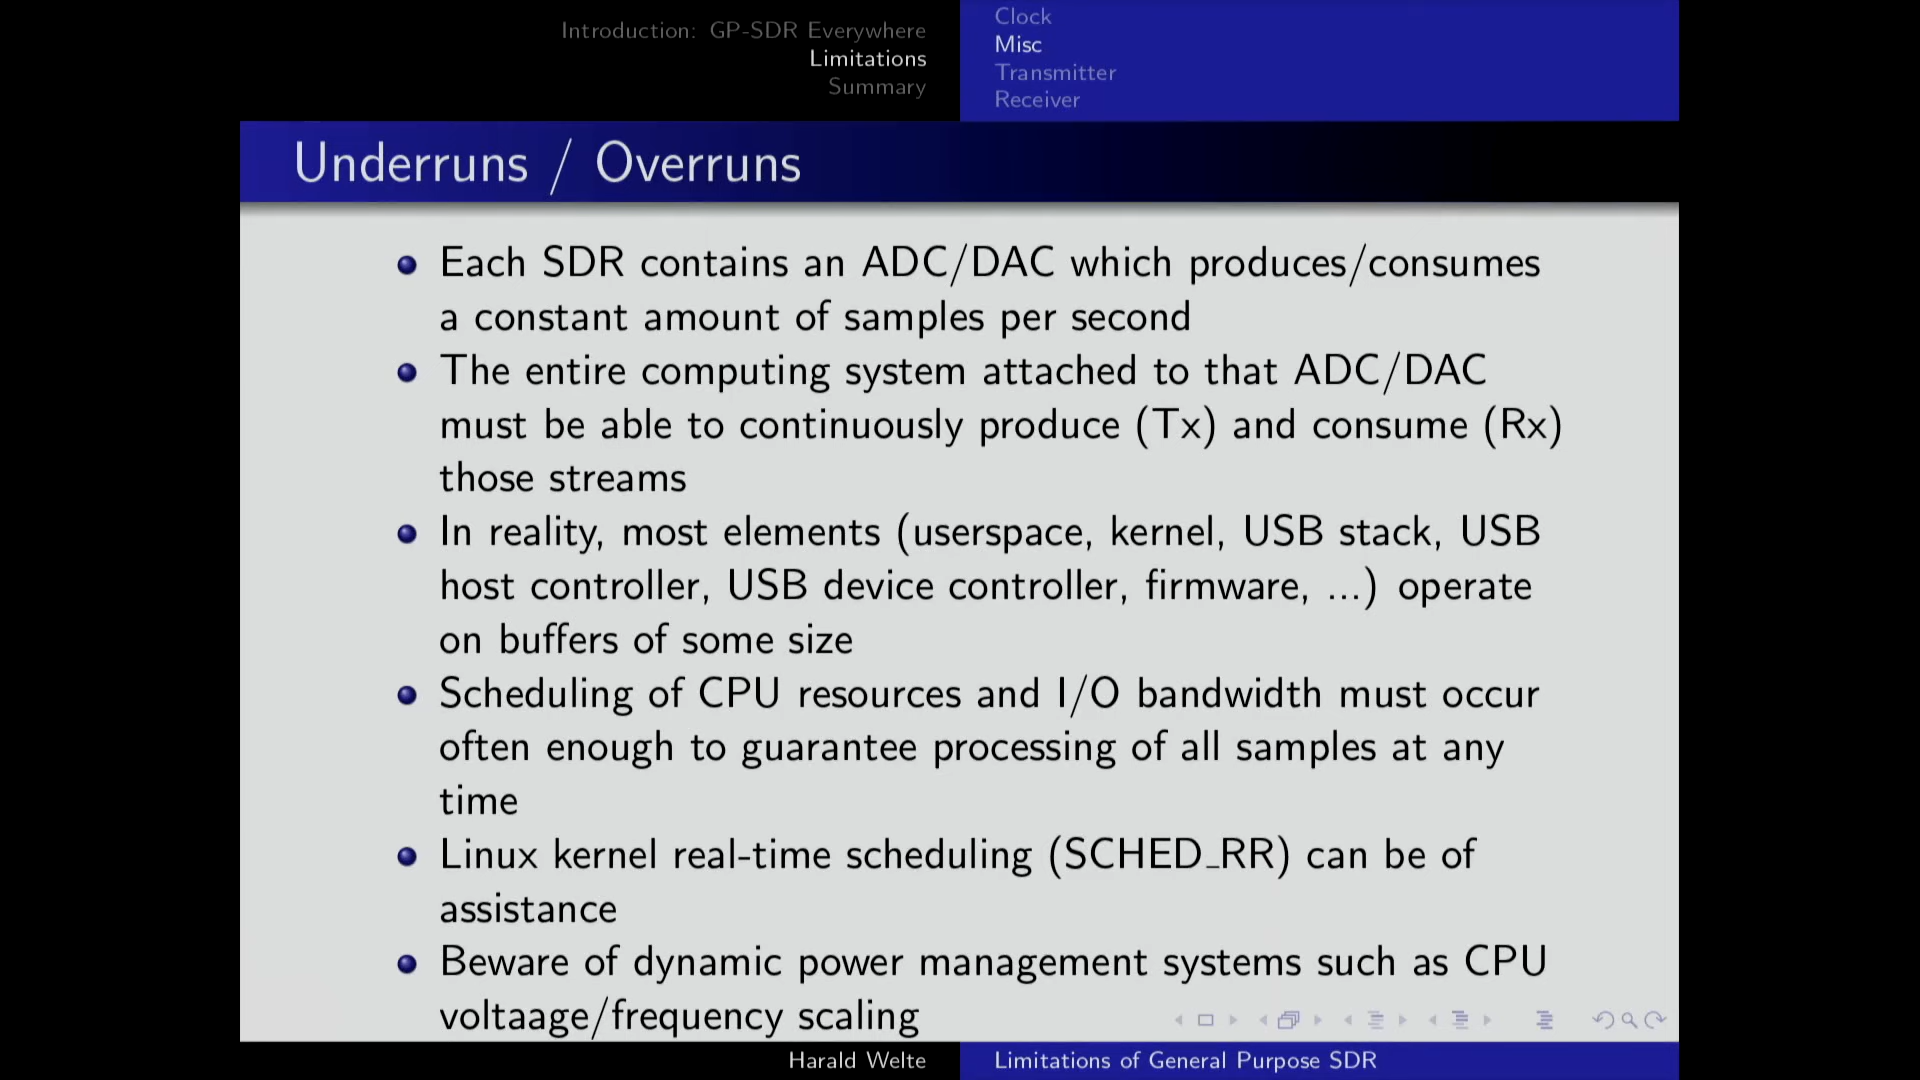 Introduction: GP-SDR Everywhere
Limitations
Summary
Clock
Misc
Transmitter
Receiver
Underruns / Overruns
Each SDR contains an ADC/DAC which produces/consumes
a constant amount of samples per second
The entire computing system attached to that ADC/DAC
must be able to continuously produce (Tx) and consume (Rx)
those streams
In reality, most elements (userspace, kernel, USB stack, USB
host controller, USB device controller, firmware, ...) operate
on buffers of some size
Scheduling of CPU resources and I/O bandwidth must occur
often enough to guarantee processing of all samples at any
time
Linux kernel real-time scheduling (SCHED_RR) can be of
assistance
Beware of dynamic power management systems such as CPU
voltaage/frequency scaling
Harald Welte
Limitations of General Purpose SDR